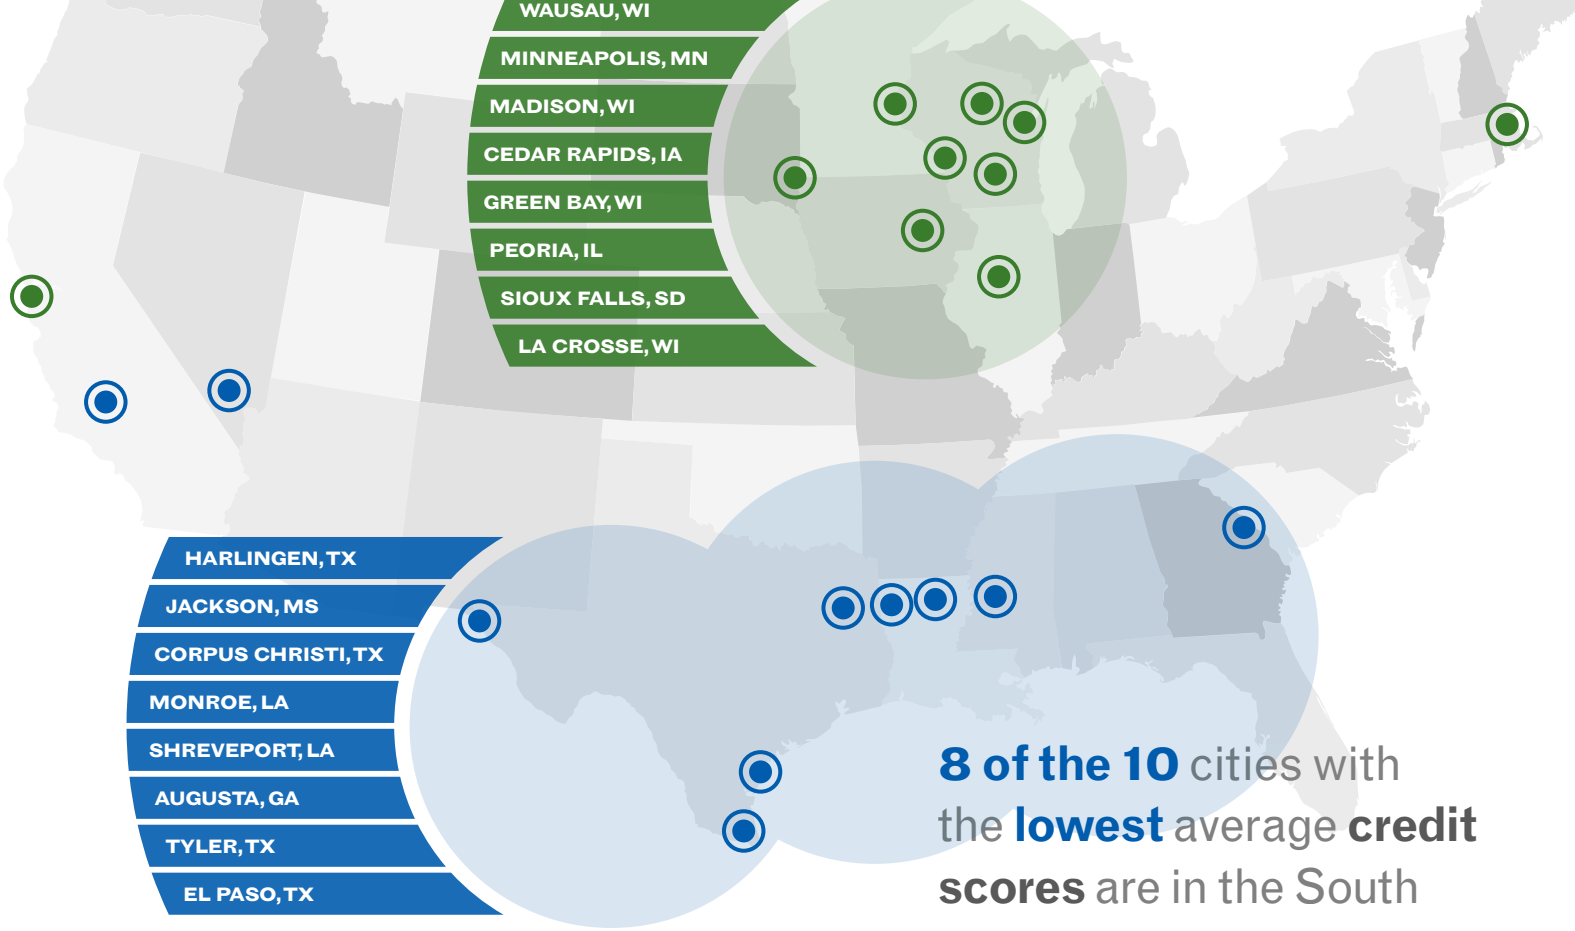 WAUSAU, WI
MINNEAPOLIS, MN
MADISON, WI
CEDAR RAPIDS, IA
GREEN BAY, WI
PEORIA, IL
SIOUX FALLS, SD
LA CROSSE, WI
HARLINGEN, TX
JACKSON, MS
CORPUS CHRISTI, TX
MONROE, LA
SHREVEPORT, LA
AUGUSTA, GA
TYLER, TX
EL PASO, TX
8 of the 10 cities with
the lowest average credit
scores are in the South